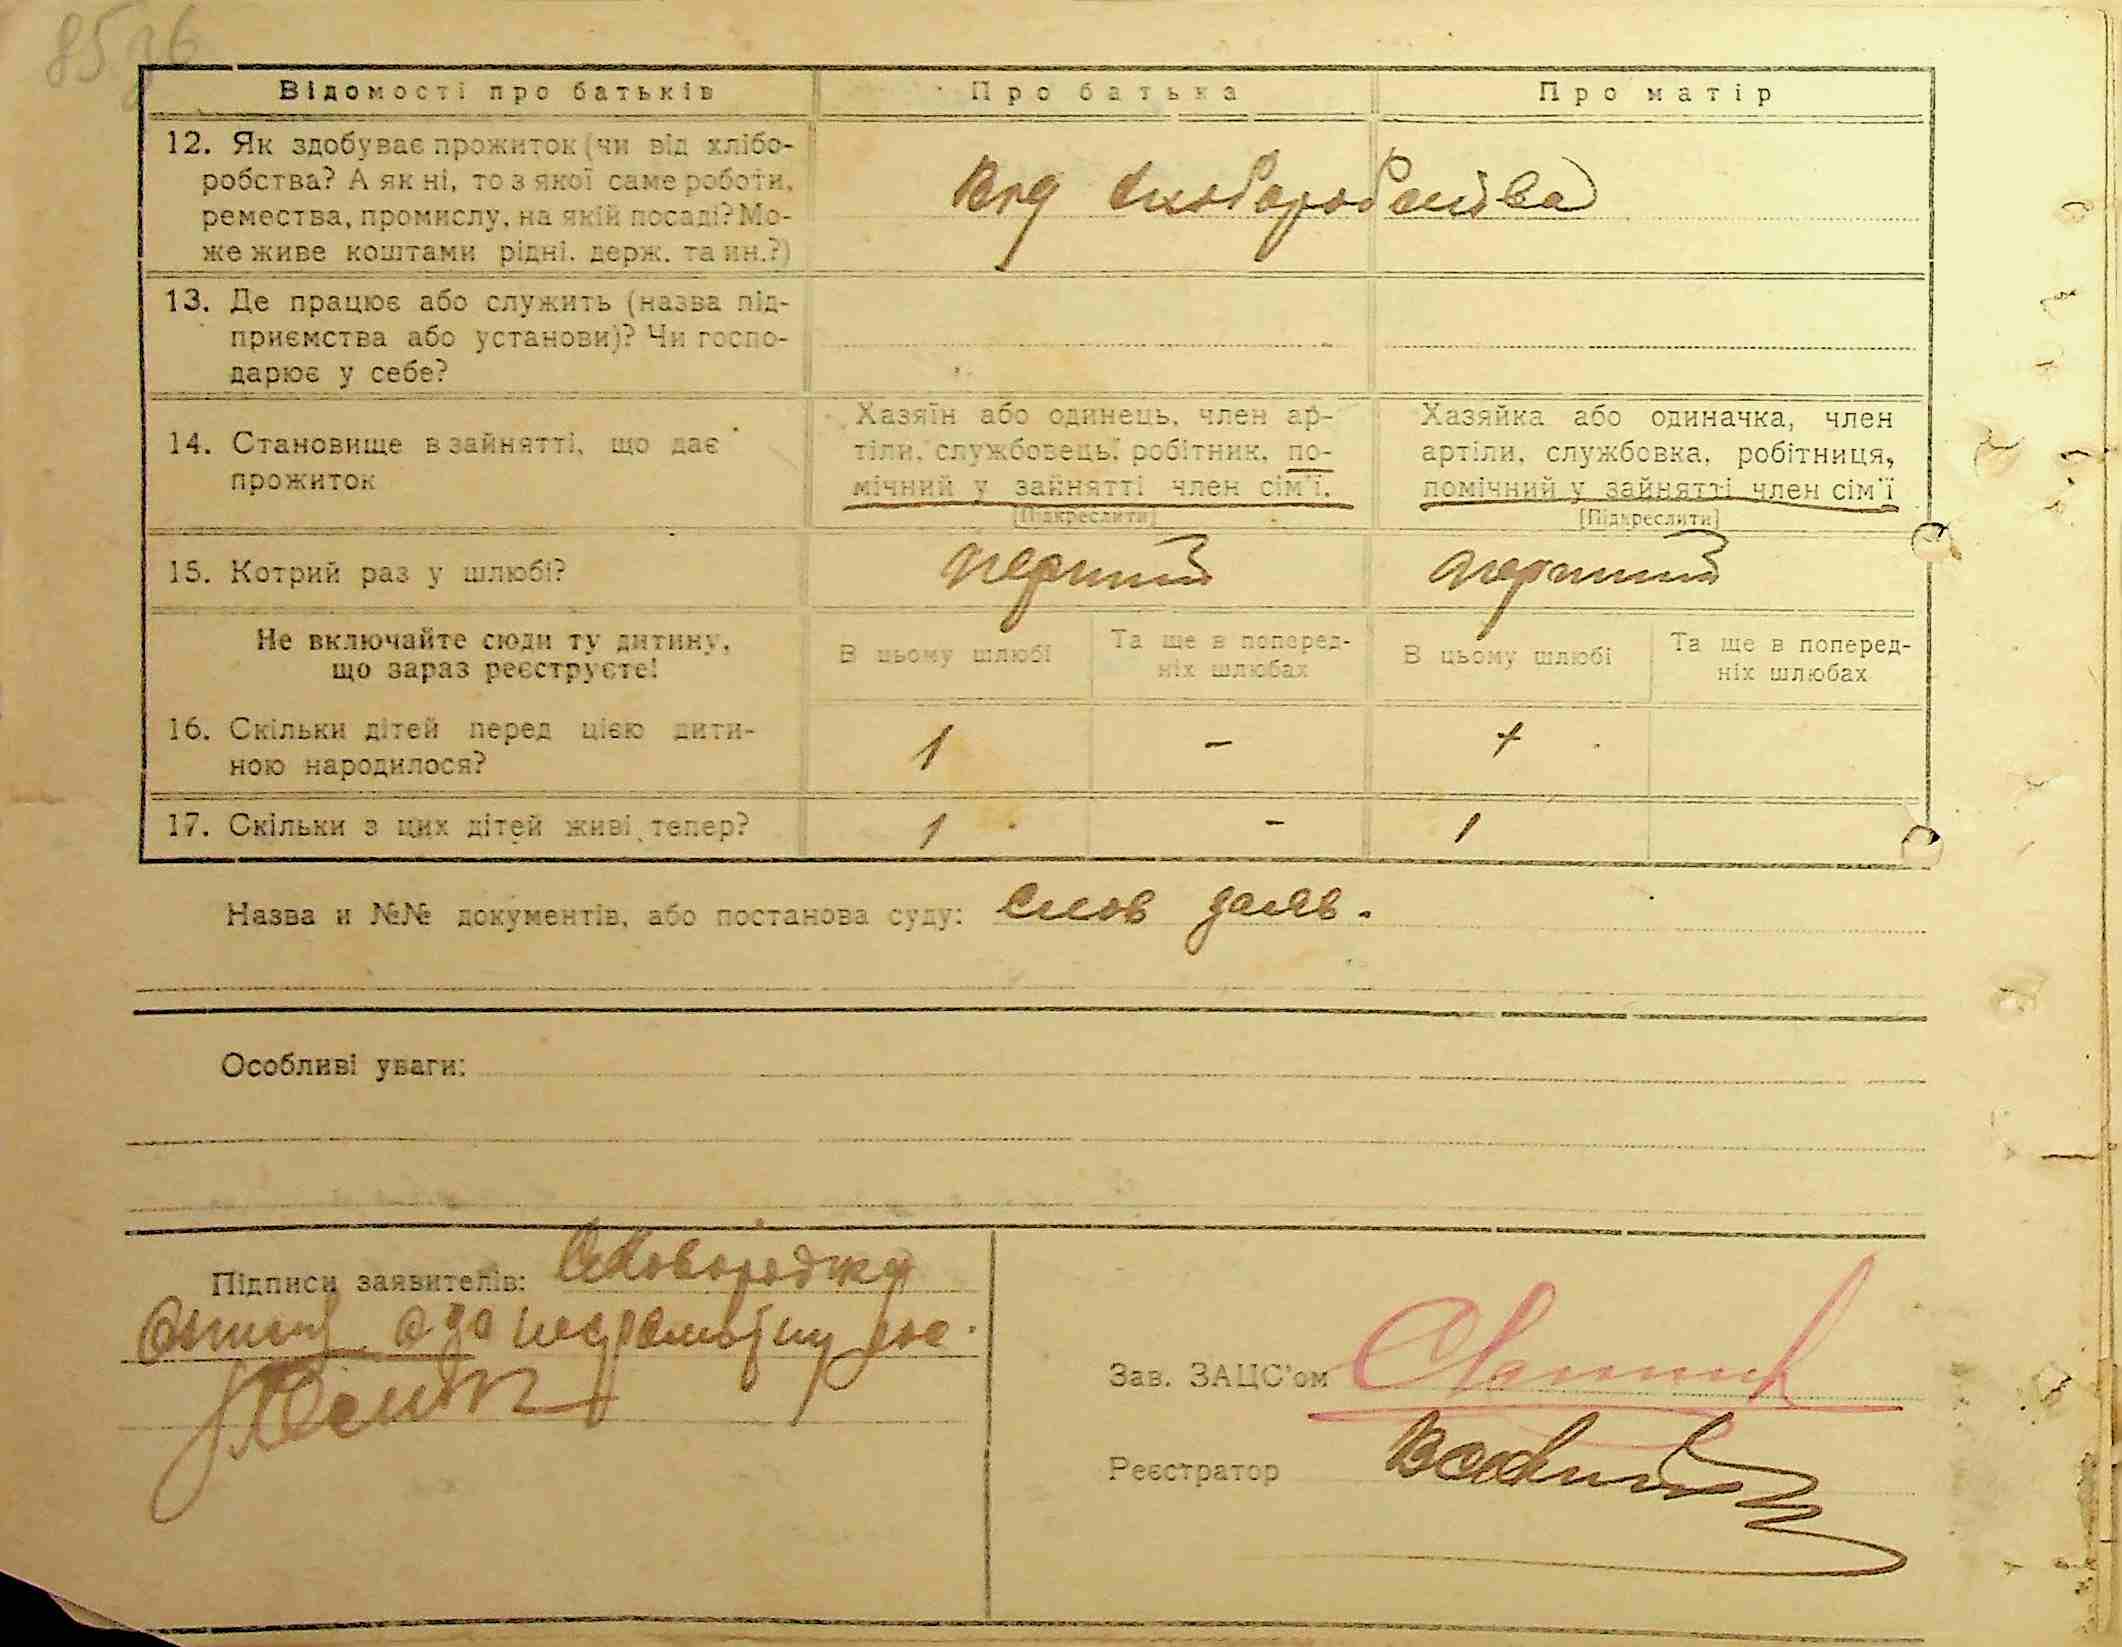 85зв
Відомості про батьків
Про батька
Про матір
12. Як здобуває прожиток (чи від хлібо-
робства? А як ні, то з якої саме роботи,
ремества, промислу, на якій посаді? Мо-
же живе коштами рідні. держ. та ин.?)
Від хліборобства
13. Де працює або служить (назва під-
приємства або установи)? Чи госпо-
дарює у себе?
14. Становище в зайнятті, що дає
прожиток
Хазяїн або одинець, член ар-
тіли, службовець, робітник, по-
мічний у зайнятті член сім'ї.
[Підкреслити]
Хазяйка або одиначка, член
артіли, службовка, робітниця,
помічний у зайнятті член сім'ї
[Підкреслити]
15. Котрий раз у шлюбі?
перший
перший
Не включайте сюди ту дитину,
що зараз реєструєте!
В цьому шлюбі
Та ще в поперед-
ніх шлюбах
В цьому шлюбі
Та ще в поперед-
ніх шлюбах
16. Скільки дітей перед цією дити-
ною народилося?
1
-
1
17. Скільки з цих дітей живі тепер?
1
-
1
Назва и №№ документів, або постанова суду: слов заяв.
Особливі уваги:
Підписи заявителів:
Зав. ЗАЦС'ом
Реєстратор